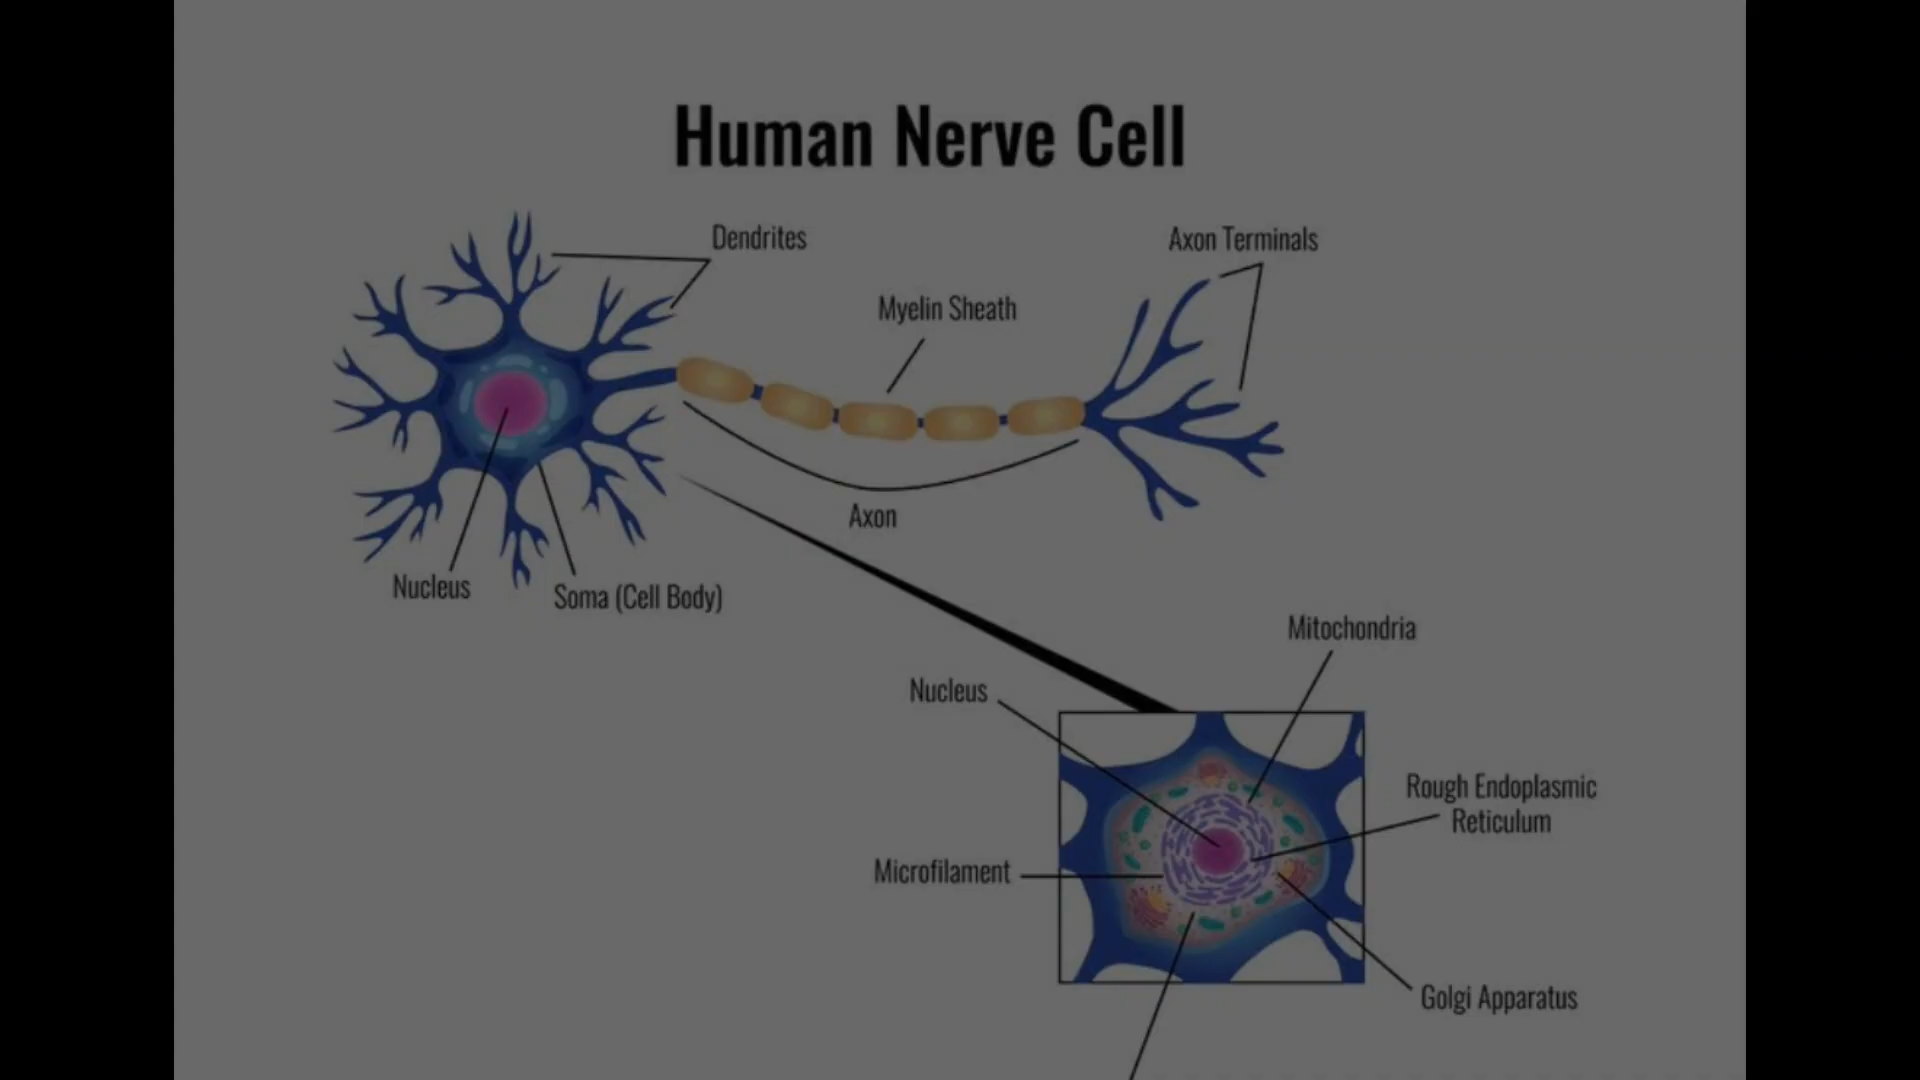 Human Nerve Cell
Dendrites
Axon Terminals
Myelin Sheath
Axon
Nucleus
Soma (Cell Body)
Mitochondria
Nucleus
Rough Endoplasmic
Reticulum
Microfilament
Golgi Apparatus